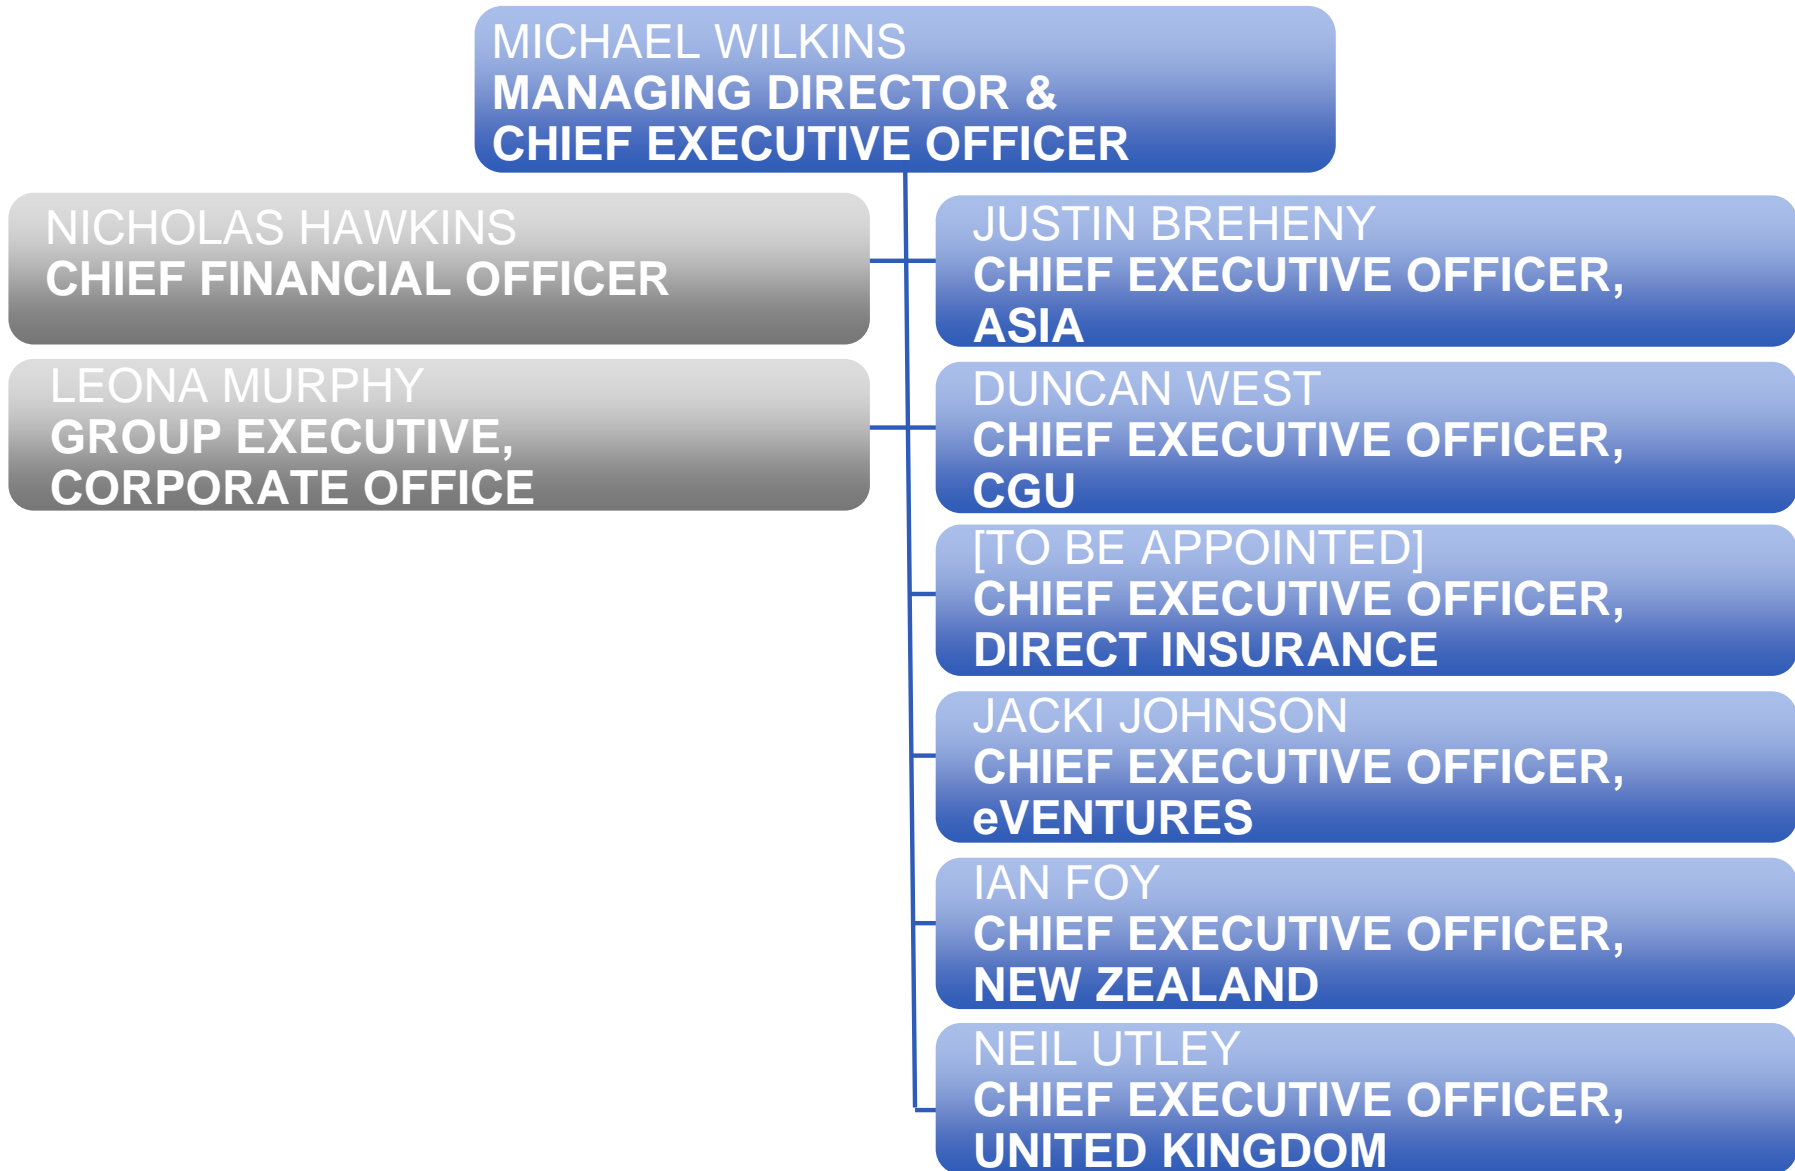 MICHAEL WILKINS
MANAGING DIRECTOR &
CHIEF EXECUTIVE OFFICER
NICHOLAS HAWKINS
CHIEF FINANCIAL OFFICER
LEONA MURPHY
GROUP EXECUTIVE,
CORPORATE OFFICE
JUSTIN BREHENY
CHIEF EXECUTIVE OFFICER,
ASIA
DUNCAN WEST
CHIEF EXECUTIVE OFFICER,
CGU
[TO BE APPOINTED]
CHIEF EXECUTIVE OFFICER,
DIRECT INSURANCE
JACKI JOHNSON
CHIEF EXECUTIVE OFFICER,
eVENTURES
IAN FOY
CHIEF EXECUTIVE OFFICER,
NEW ZEALAND
NEIL UTLEY
CHIEF EXECUTIVE OFFICER,
UNITED KINGDOM